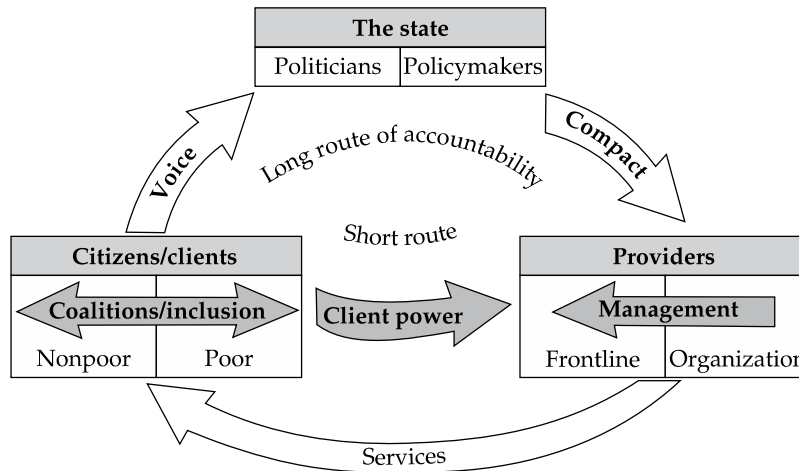 The state
Politicians Policymakers
Voice
Long route of accountability
Compact
Short route
Citizens/clients
Coalitions/inclusion
Nonpoor Poor
Client power
Providers
Management
Frontline Organization
Services